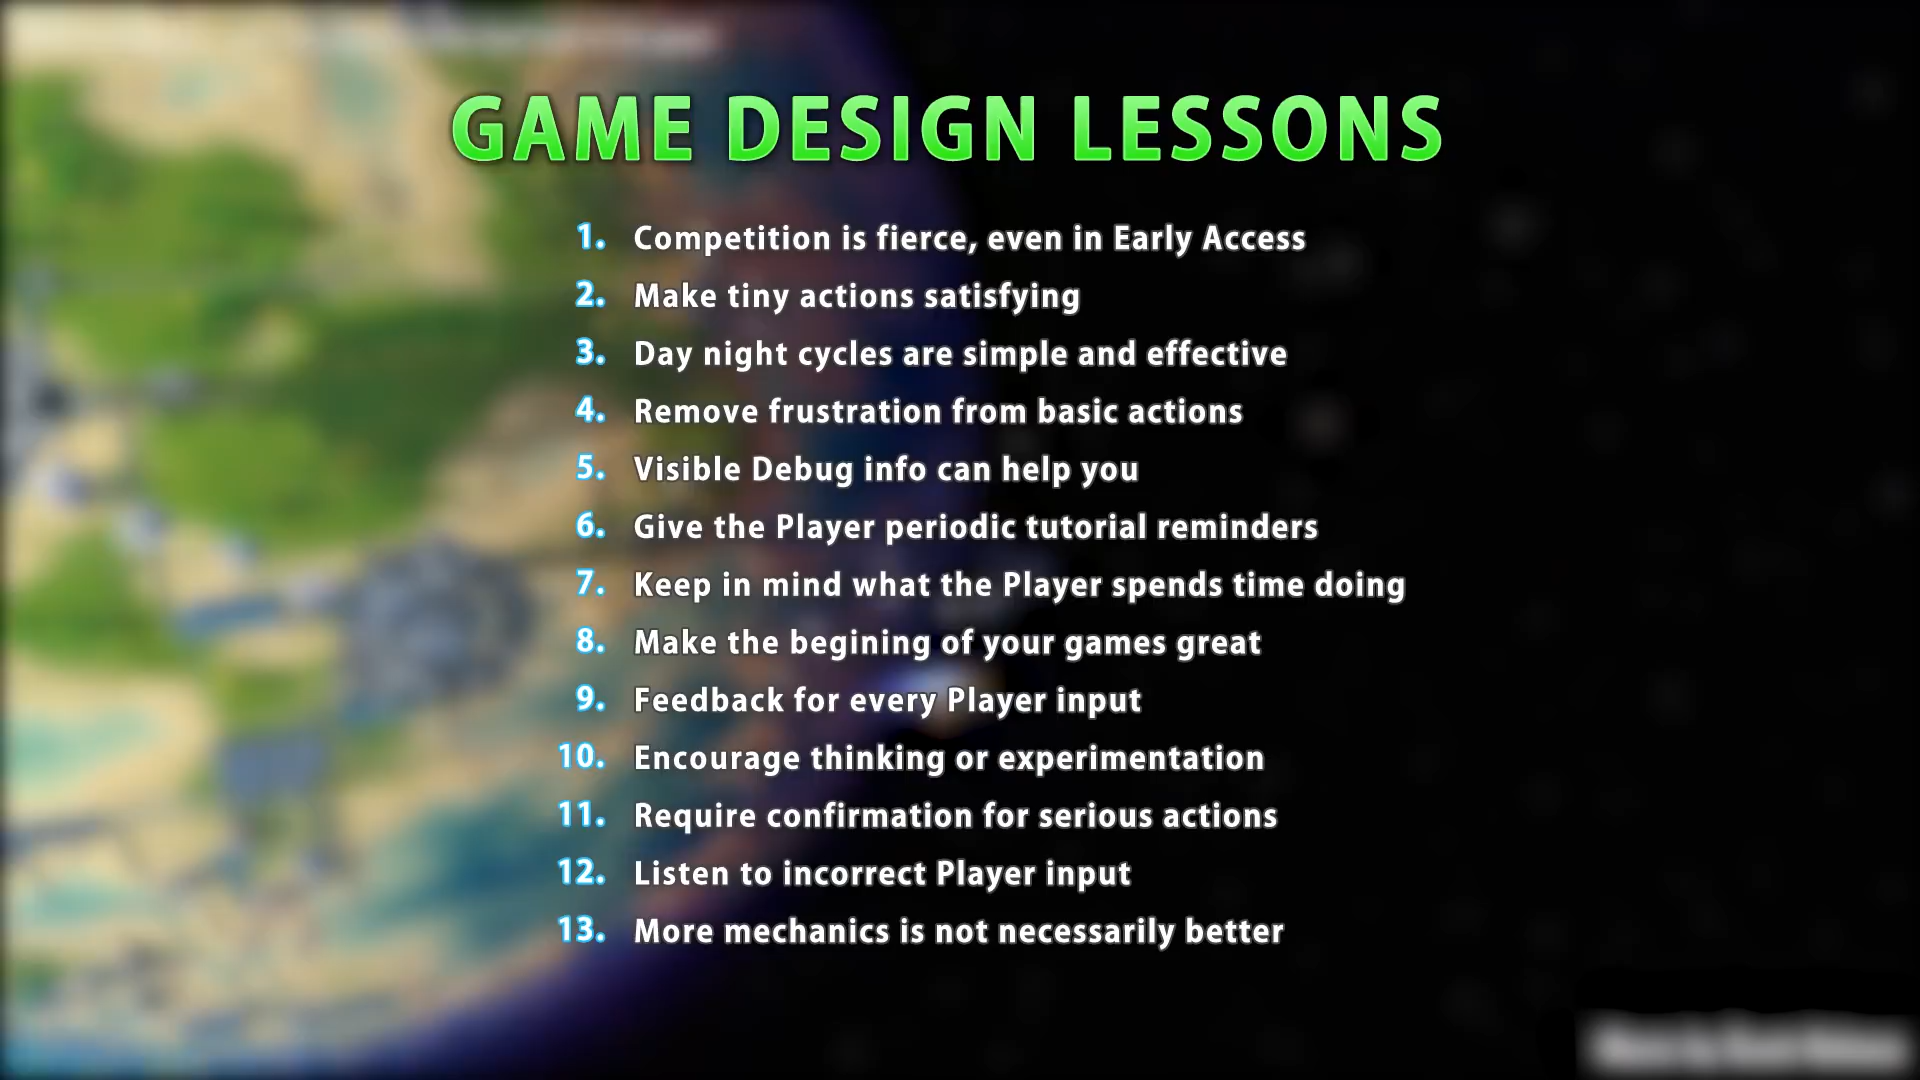 GAME DESIGN LESSONS
1. Competition is fierce, even in Early Access
2. Make tiny actions satisfying
3. Day night cycles are simple and effective
4. Remove frustration from basic actions
5. Visible Debug info can help you
6. Give the Player periodic tutorial reminders
7. Keep in mind what the Player spends time doing
8. Make the begining of your games great
9. Feedback for every Player input
10. Encourage thinking or experimentation
11. Require confirmation for serious actions
12. Listen to incorrect Player input
13. More mechanics is not necessarily better